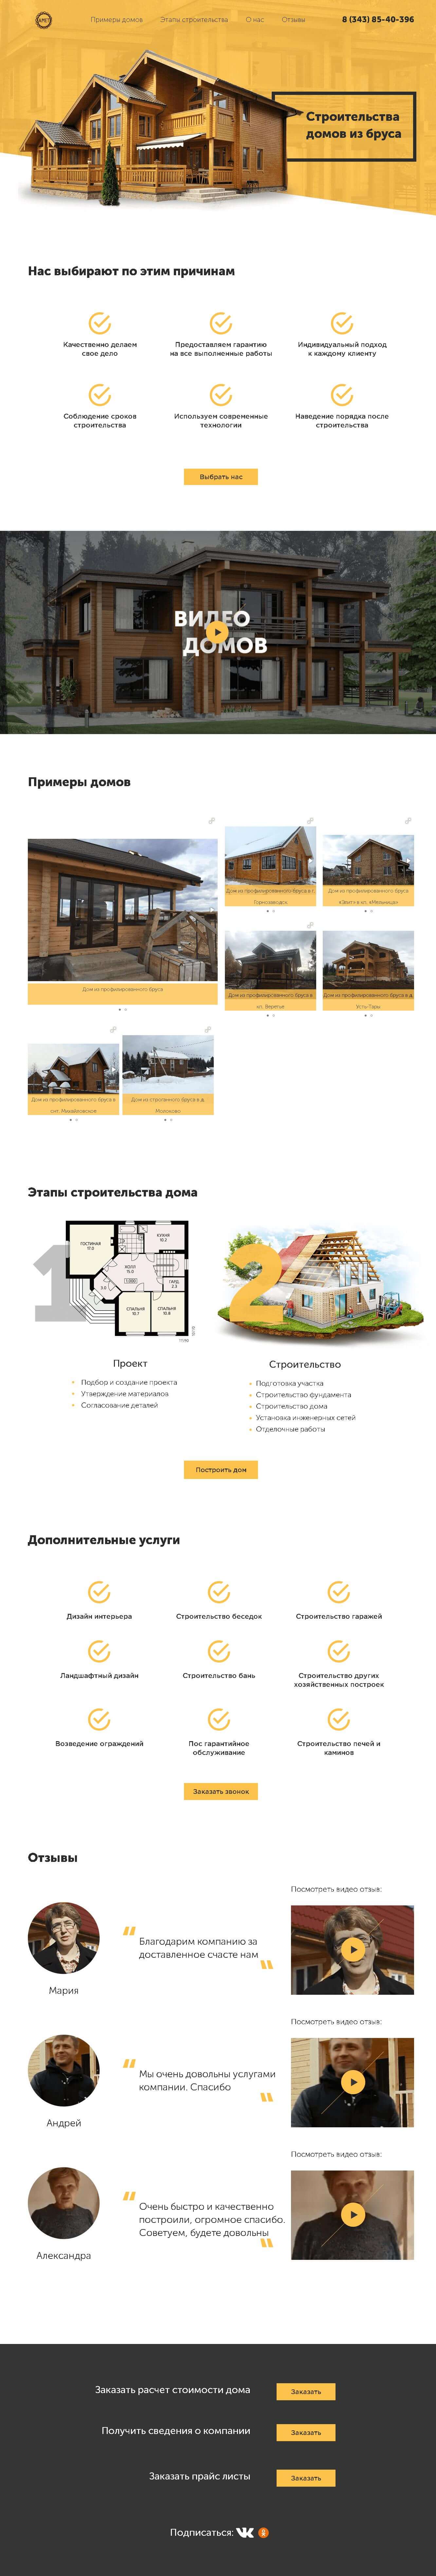 Примеры домов Этапы строительства О нас Отзывы 8 (343) 85-40-396
Строительства
домов из бруса
Нас выбирают по этим причинам
Качественно делаем
свое дело
Предоставляем гарантию
на все выполненные работы
Индивидуальный подход
к каждому клиенту
Соблюдение сроков
строительства
Используем современные
технологии
Наведение порядка после
строительства
Выбрать нас
ВИДЕО
ДОМОВ
Примеры домов
Дом из профилированного бруса
Дом из профилированного бруса в г.
Горнозаводск
Дом из профилированного бруса
«Элит» в кп.
Дом из профилированного бруса в
кп. Веретье
Дом из профилированного бруса в д.
Усть-Тары
Дом из профилированного бруса в
снт. Михайловское
Дом из строганного бруса в д.
Молоково
Этапы строительства дома
1
ГОСТИНАЯ
17.0
КУХНЯ
10.2
ХОЛЛ
15.0
ГАРД.
2.3
3.9
СПАЛЬНЯ
10.7
СПАЛЬНЯ
10.8
2
Проект
Подбор и создание проекта
Утверждение материалов
Согласование деталей
Строительство
Подготовка участка
Строительство фундамента
Строительство дома
Установка инженерных сетей
Отделочные работы
Построить дом
Дополнительные услуги
Дизайн интерьера
Строительство беседок
Строительство гаражей
Ландшафтный дизайн
Строительство бань
Строительство других
хозяйственных построек
Возведение ограждений
Пос гарантийное
обслуживание
Строительство печей и
каминов
Заказать звонок
Отзывы
Мария
Благодарим компанию за
доставленное счасте нам
Посмотреть видео отзыв:
Андрей
Мы очень довольны услугами
компании. Спасибо
Посмотреть видео отзыв:
Александра
Очень быстро и качественно
построили, огромное спасибо.
Советуем, будете довольны
Посмотреть видео отзыв:
Заказать расчет стоимости дома
Заказать
Получить сведения о компании
Заказать
Заказать прайс листы
Заказать
Подписаться: